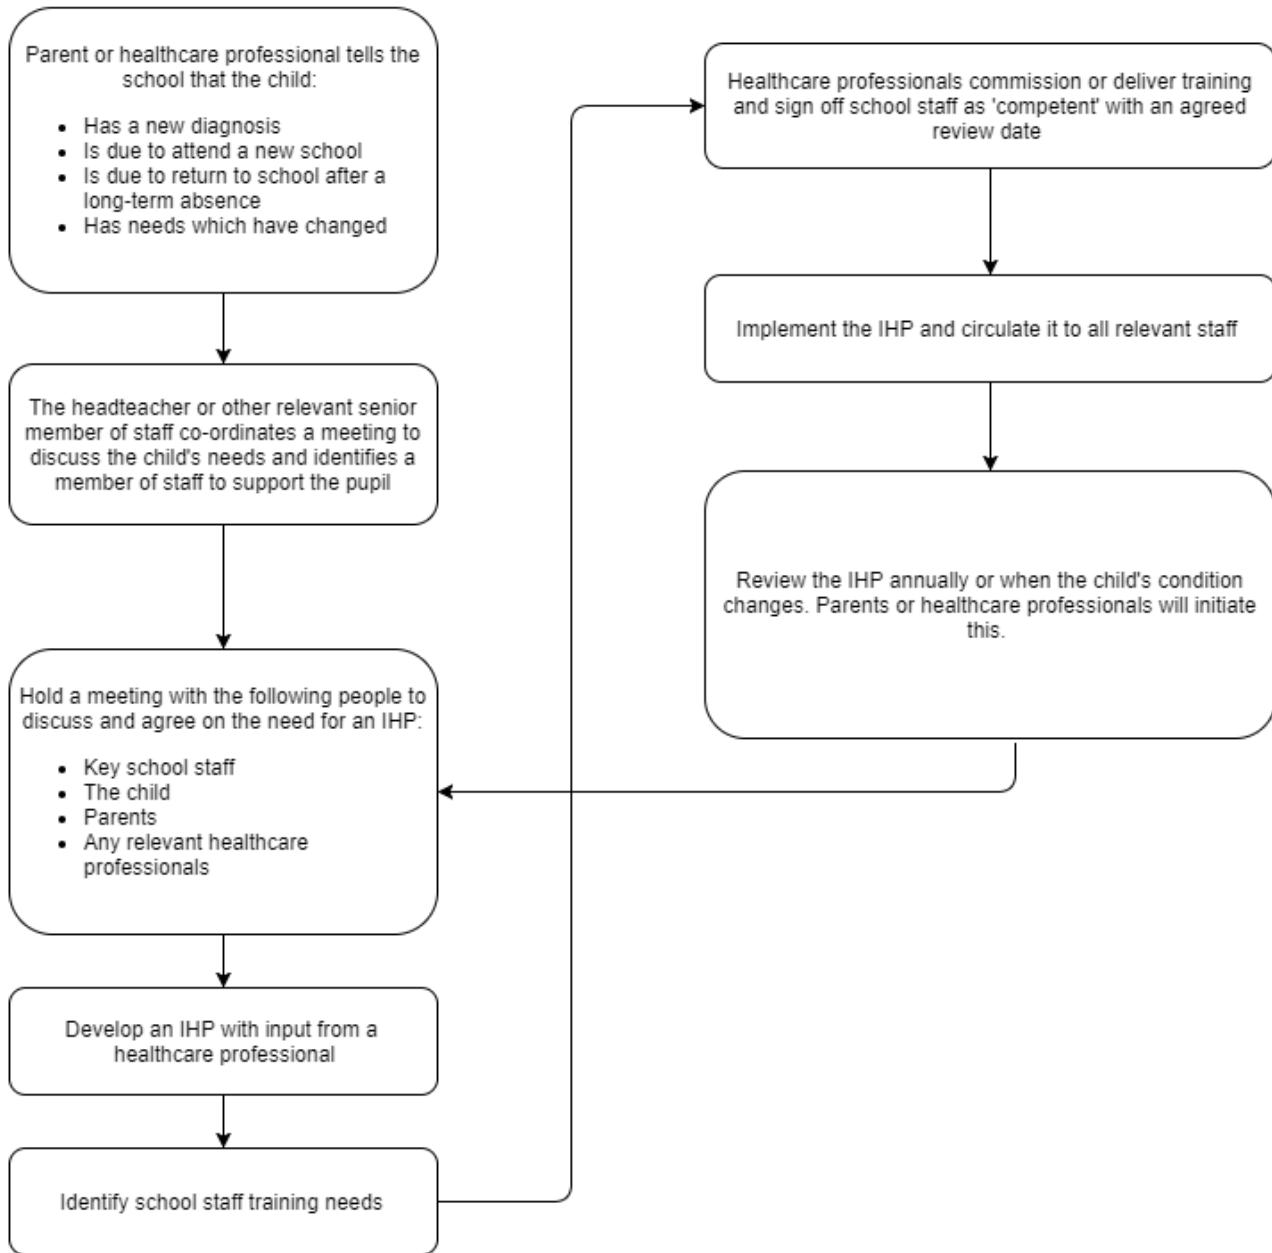 Parent or healthcare professional tells the
school that the child:
• Has a new diagnosis
• Is due to attend a new school
• Is due to return to school after a
long-term absence
• Has needs which have changed
The headteacher or other relevant senior
member of staff co-ordinates a meeting to
discuss the child's needs and identifies a
member of staff to support the pupil
Hold a meeting with the following people to
discuss and agree on the need for an IHP:
• Key school staff
• The child
• Parents
• Any relevant healthcare
professionals
Develop an IHP with input from a
healthcare professional
Identify school staff training needs
Healthcare professionals commission or deliver training
and sign off school staff as 'competent' with an agreed
review date
Implement the IHP and circulate it to all relevant staff
Review the IHP annually or when the child's condition
changes. Parents or healthcare professionals will initiate
this.